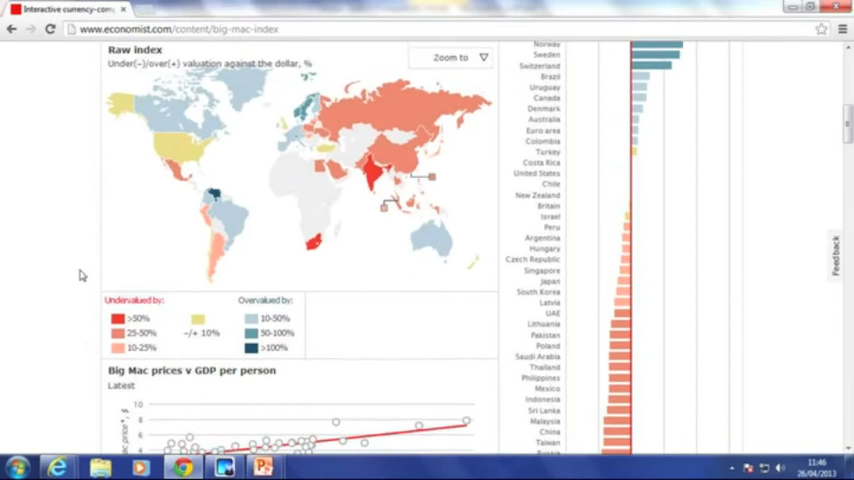 Interactive currency-com
www.economist.com/content/big-mac-index
Raw index
Under(−)/over(+) valuation against the dollar, %
Zoom to
Undervalued by:
Overvalued by:
>50%
10-50%
25-50%
−/+ 10%
50-100%
10-25%
>100%
Big Mac prices v GDP per person
Latest
10
8
6
4
Norway
Sweden
Switzerland
Brazil
Uruguay
Canada
Denmark
Australia
Euro area
Colombia
Turkey
Costa Rica
United States
Chile
New Zealand
Britain
Israel
Peru
Argentina
Hungary
Czech Republic
Singapore
Japan
South Korea
Latvia
UAE
Lithuania
Pakistan
Poland
Saudi Arabia
Thailand
Philippines
Mexico
Indonesia
Sri Lanka
Malaysia
China
Taiwan
Feedback
11:46
26/04/2013